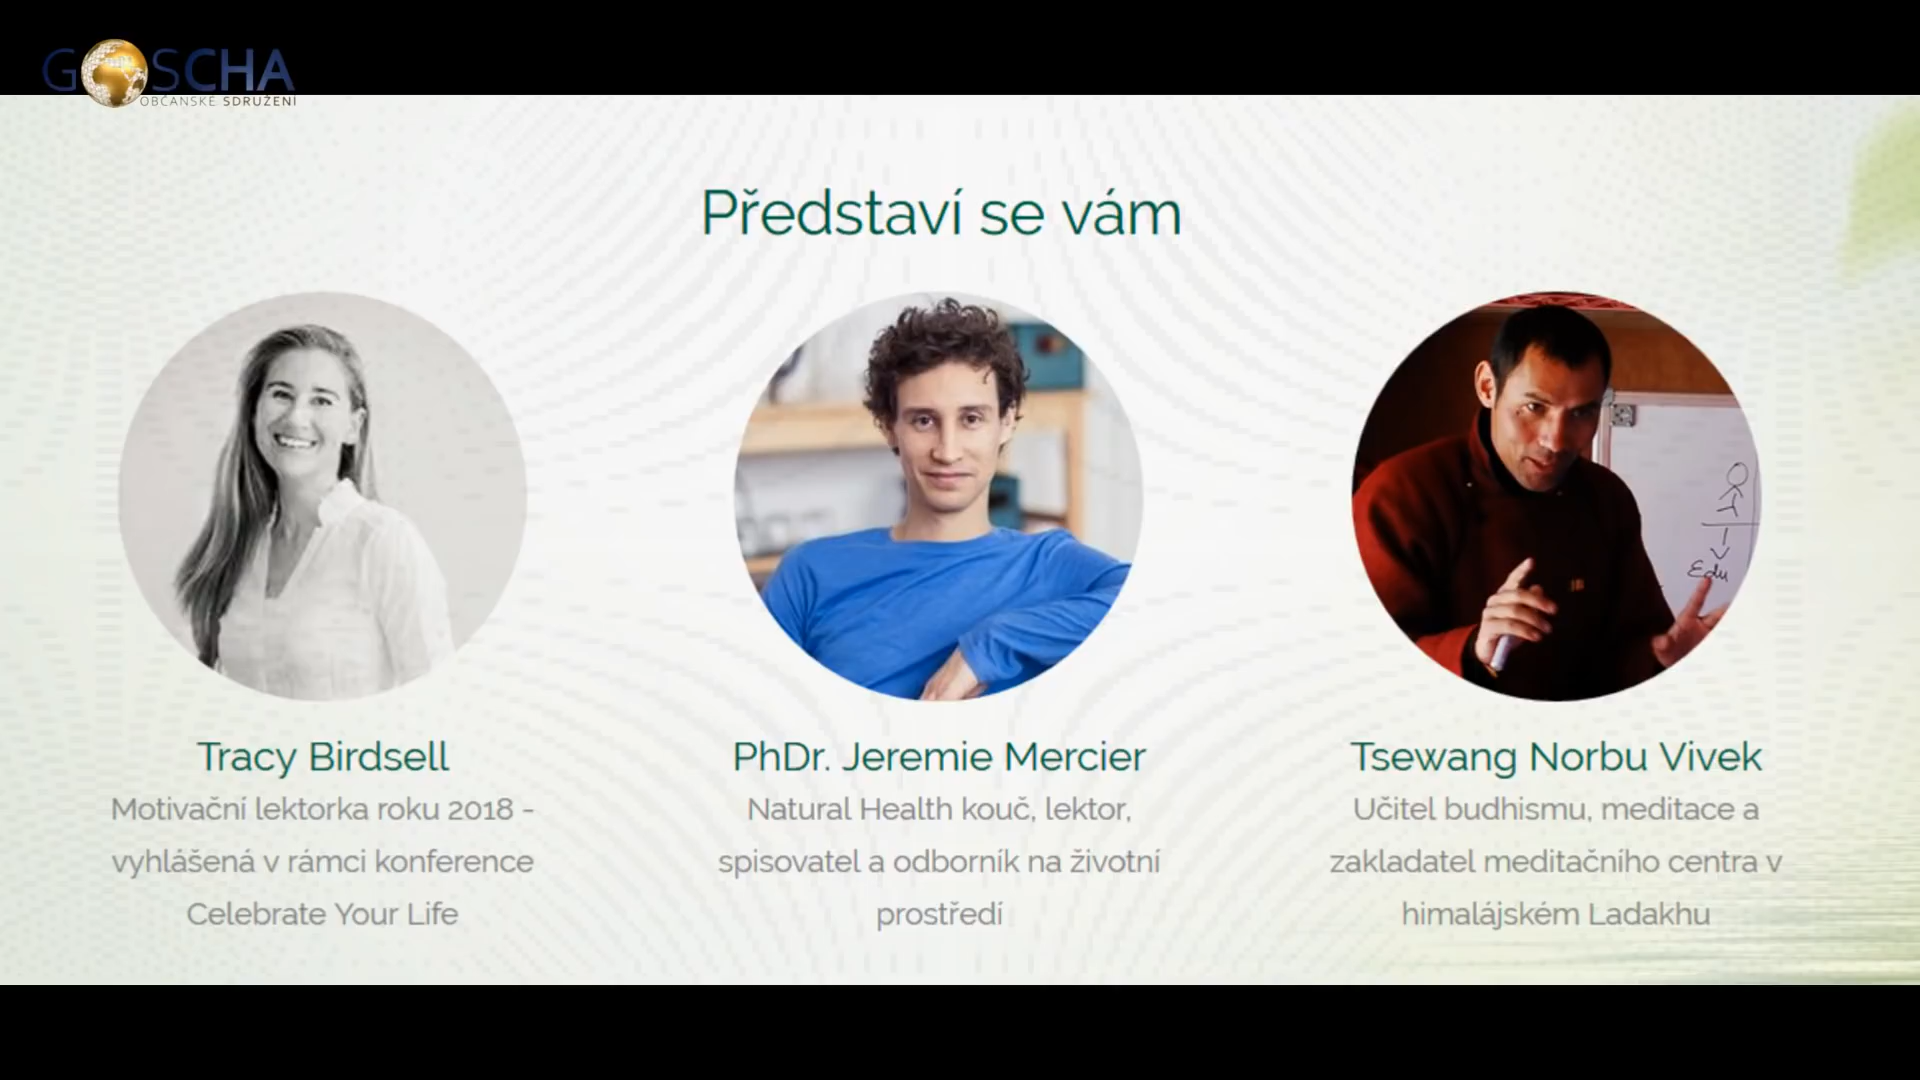 GOSCHA
OBČANSKÉ SDRUŽENÍ
Představí se vám
Tracy Birdsell
Motivační lektorka roku 2018 -
vyhlášená v rámci konference
Celebrate Your Life
PhDr. Jeremie Mercier
Natural Health kouč, lektor,
spisovatel a odborník na životní
prostředí
Edu
Tsewang Norbu Vivek
Učitel budhismu, meditace a
zakladatel meditačního centra v
himalájském Ladakhu